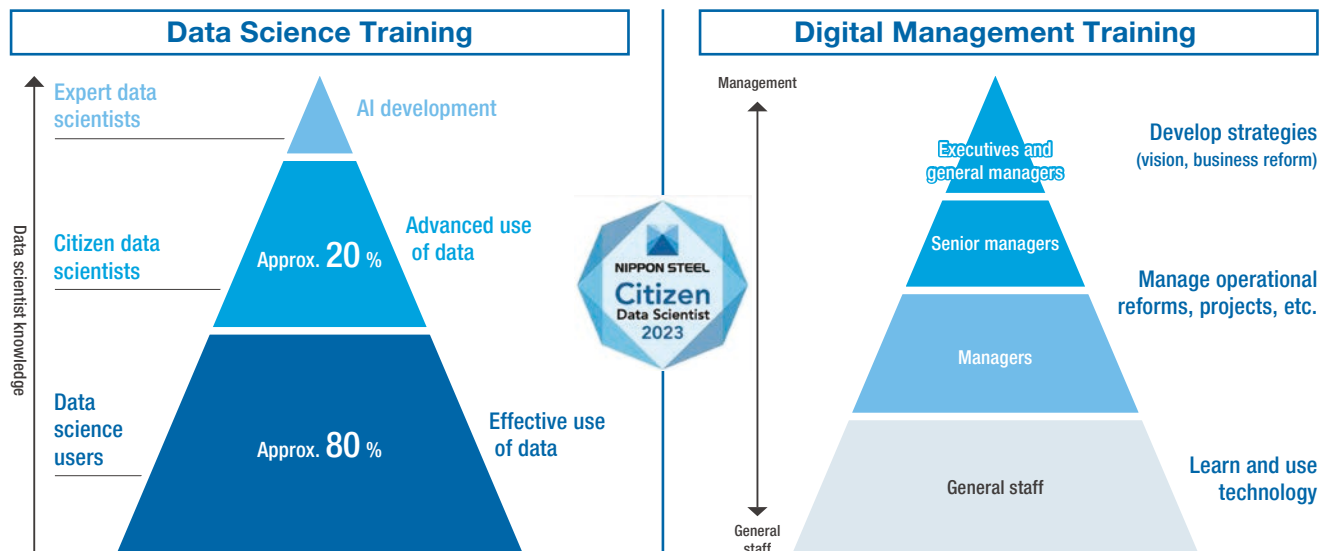 Data Science Training
Data scientist knowledge
Expert data
scientists
AI development
Citizen data
scientists
Approx. 20 %
Advanced use
of data
Data
science
users
Approx. 80 %
Effective use
of data
NIPPON STEEL
Citizen
Data Scientist
2023
Digital Management Training
Management
General
staff
Executives and
general managers
Develop strategies
(vision, business reform)
Senior managers
Manage operational
reforms, projects, etc.
Managers
General staff
Learn and use
technology